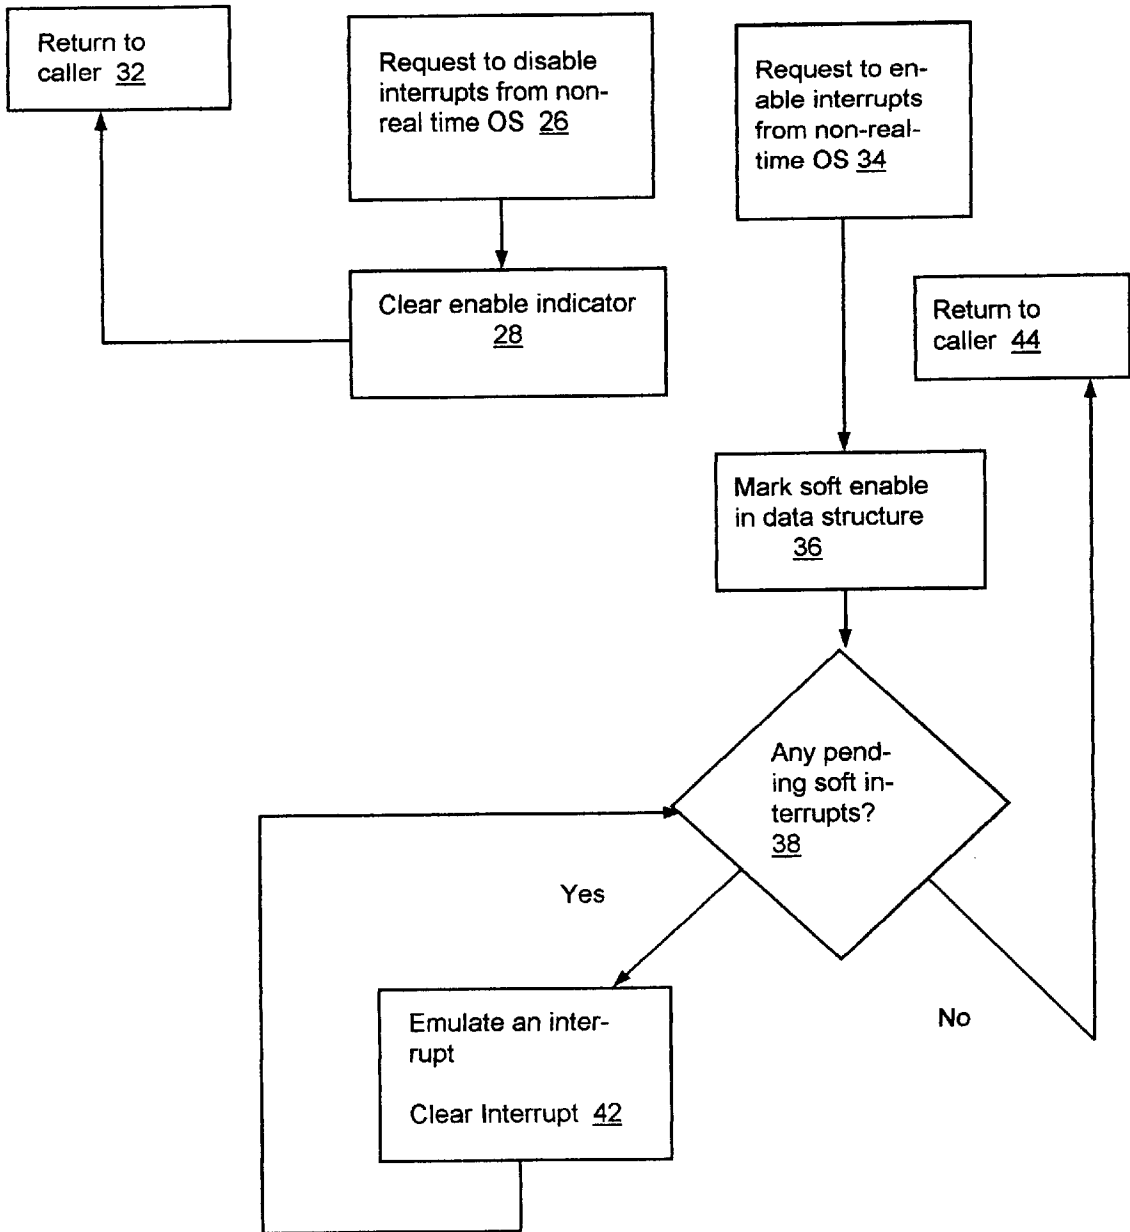 Return to
caller 32
Request to disable
interrupts from non-
real time OS 26
Request to en-
able interrupts
from non-real-
time OS 34
Clear enable indicator
28
Return to
caller 44
Mark soft enable
in data structure
36
Any pend-
ing soft in-
terrupts?
38
Yes
No
Emulate an inter-
rupt
Clear Interrupt 42